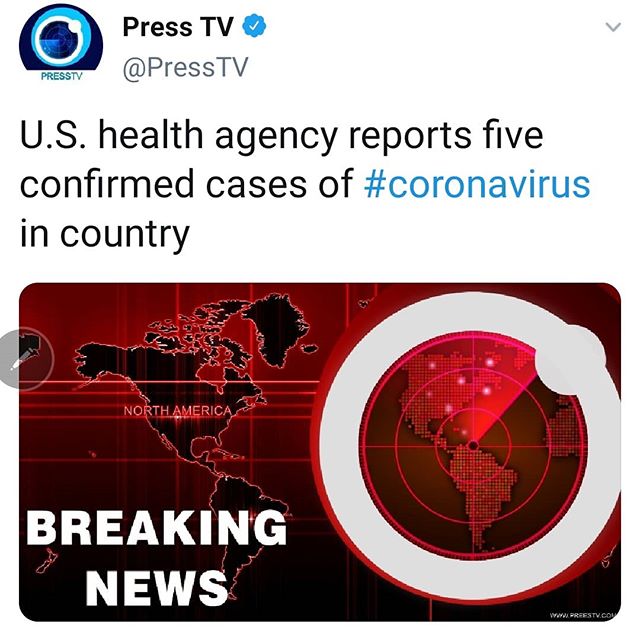 Press TV
@PressTV
PRESSTV
U.S. health agency reports five
confirmed cases of #coronavirus
in country
NORTH AMERICA
BREAKING
NEWS
WWW.PRESSTV.COM